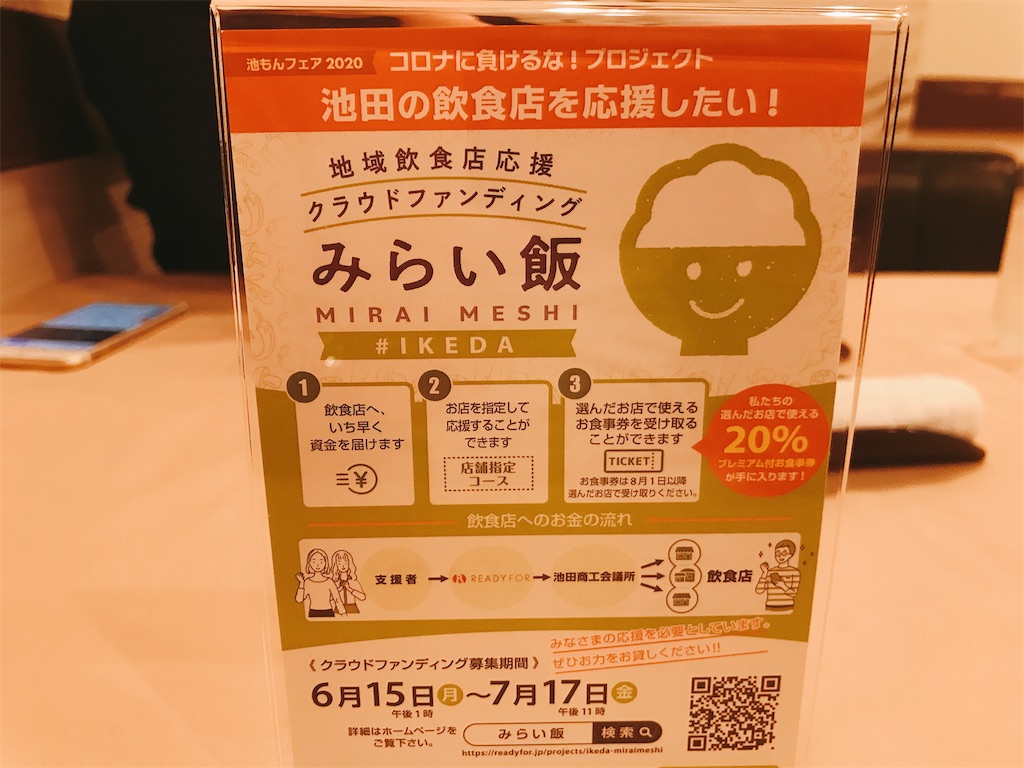 池もんフェア2020
コロナに負けるな！プロジェクト
池田の飲食店を応援したい！
地域飲食店応援
クラウドファンディング
みらい飯
MIRAI MESHI
#IKEDA
1
飲食店へ、
いち早く
資金を届けます
¥
2
お店を指定して
応援することが
できます
店舗指定
コース
3
選んだお店で使える
お食事券を受け取る
ことができます
TICKET
お食事券は8月1日以降
選んだお店で受け取りください。
私たちの
選んだお店で使える
20%
プレミアム付お食事券
が手に入ります！
飲食店へのお金の流れ
支援者
READYFOR
池田商工会議所
飲食店
みなさまの応援を必要としています。
ぜひお力をお貸しください!!
《クラウドファンディング募集期間》
6月15日月～7月17日金
午後1時
午後11時
詳細はホームページを
ご覧下さい。
みらい飯 検索
https://readyfor.jp/projects/ikeda-miraimeshi